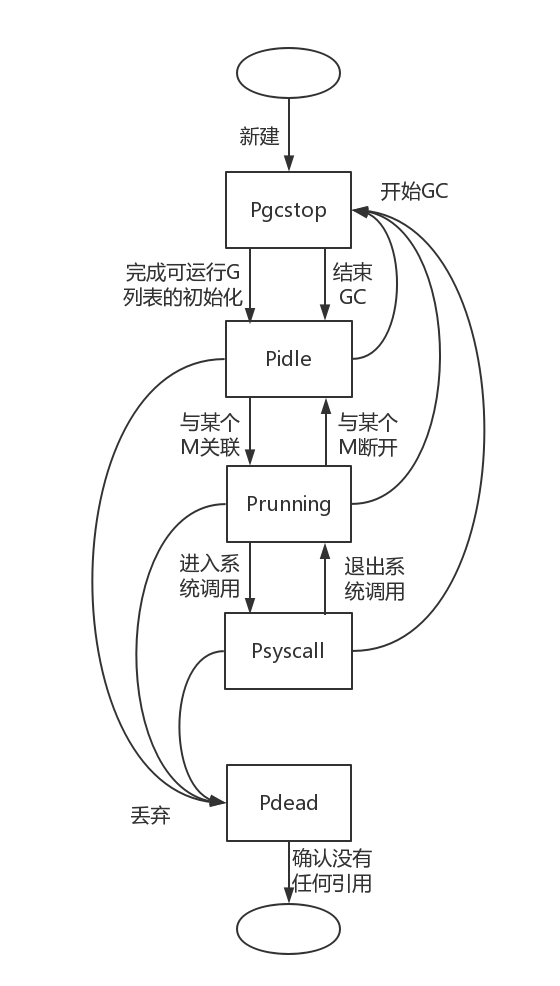 新建
Pgcstop
开始GC
完成可运行G
列表的初始化
结束
GC
Pidle
与某个
M关联
与某个
M断开
Prunning
进入系
统调用
退出系
统调用
Psyscall
Pdead
丢弃
确认没有
任何引用